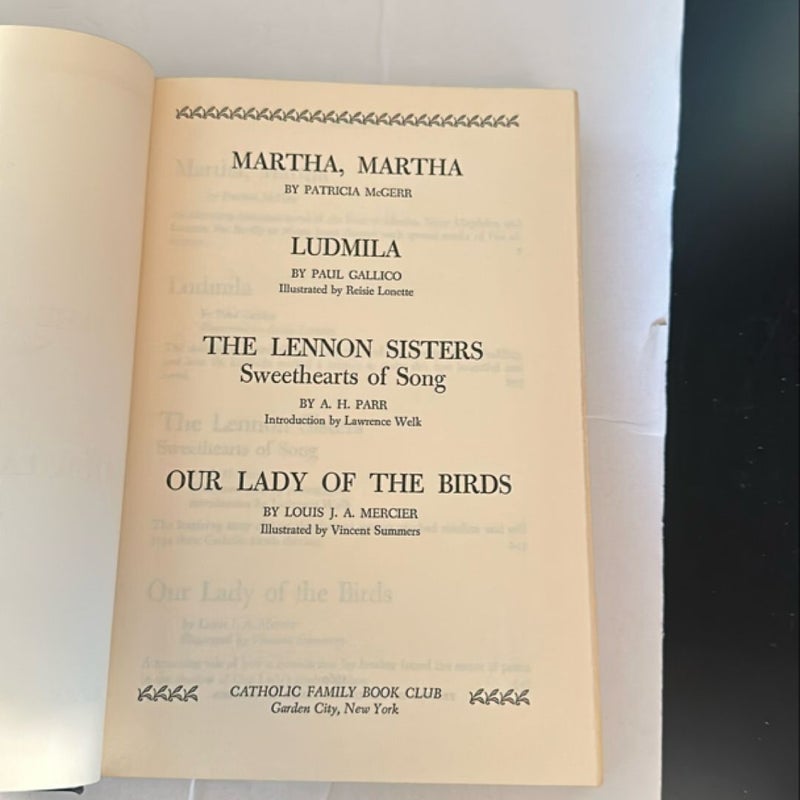 MARTHA, MARTHA
BY PATRICIA McGERR
LUDMILA
BY PAUL GALLICO
Illustrated by Reisie Lonette
THE LENNON SISTERS
Sweethearts of Song
BY A. H. PARR
Introduction by Lawrence Welk
OUR LADY OF THE BIRDS
BY LOUIS J. A. MERCIER
Illustrated by Vincent Summers
CATHOLIC FAMILY BOOK CLUB
Garden City, New York